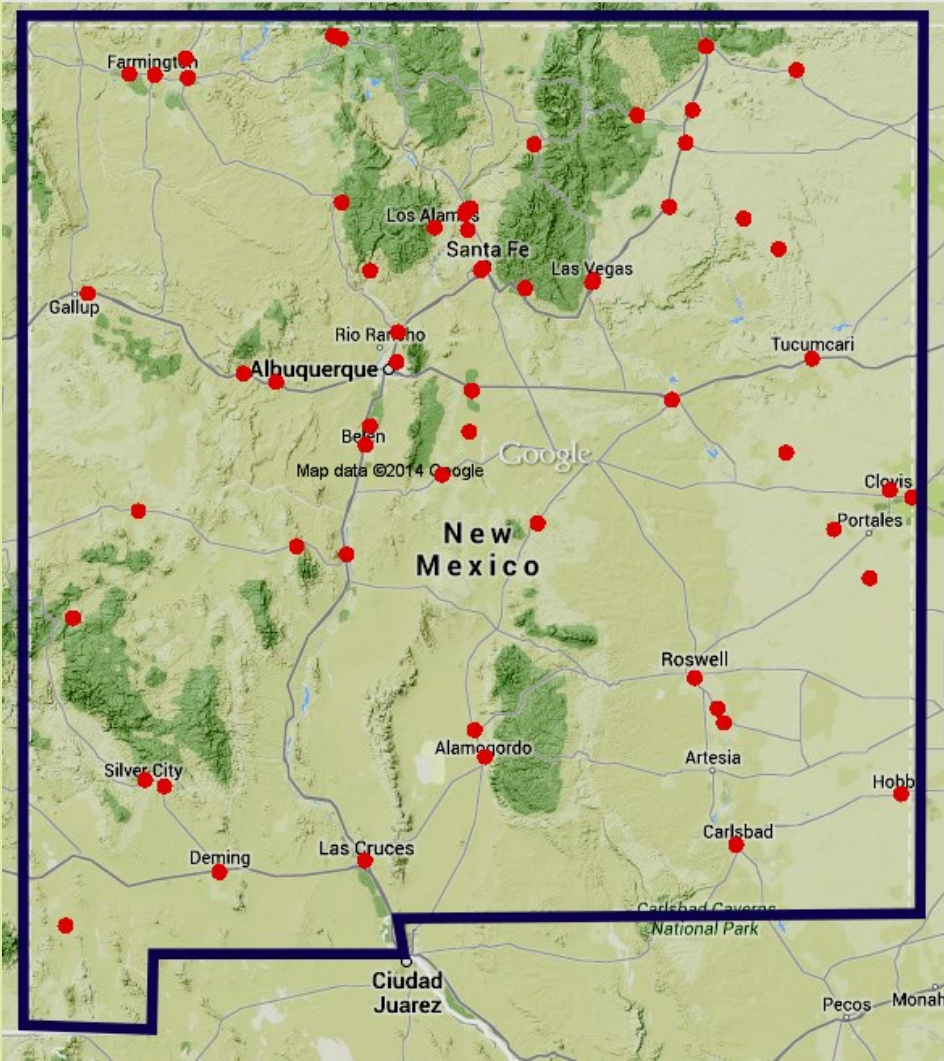 Farmington
Los Alamos
Santa Fe
Las Vegas
Gallup
Rio Rancho
Tucumcari
Albuquerque
Belen
Google
Map data ©2014 Google
Clovis
Portales
New
Mexico
Roswell
Alamogordo
Artesia
Silver City
Hobb
Carlsbad
Las Cruces
Deming
Carlsbad Caverns
National Park
Ciudad
Juarez
Pecos
Monah